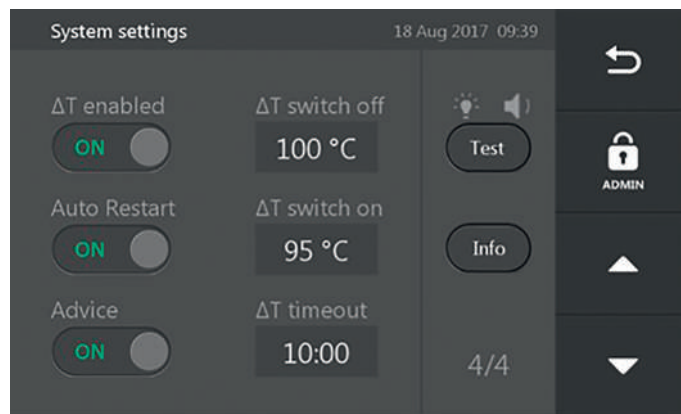 System settings
18 Aug 2017 09:39
ΔT enabled
ΔT switch off
ON
100 °C
Test
ADMIN
Auto Restart
ΔT switch on
ON
95 °C
Info
Advice
ΔT timeout
ON
10:00
4/4